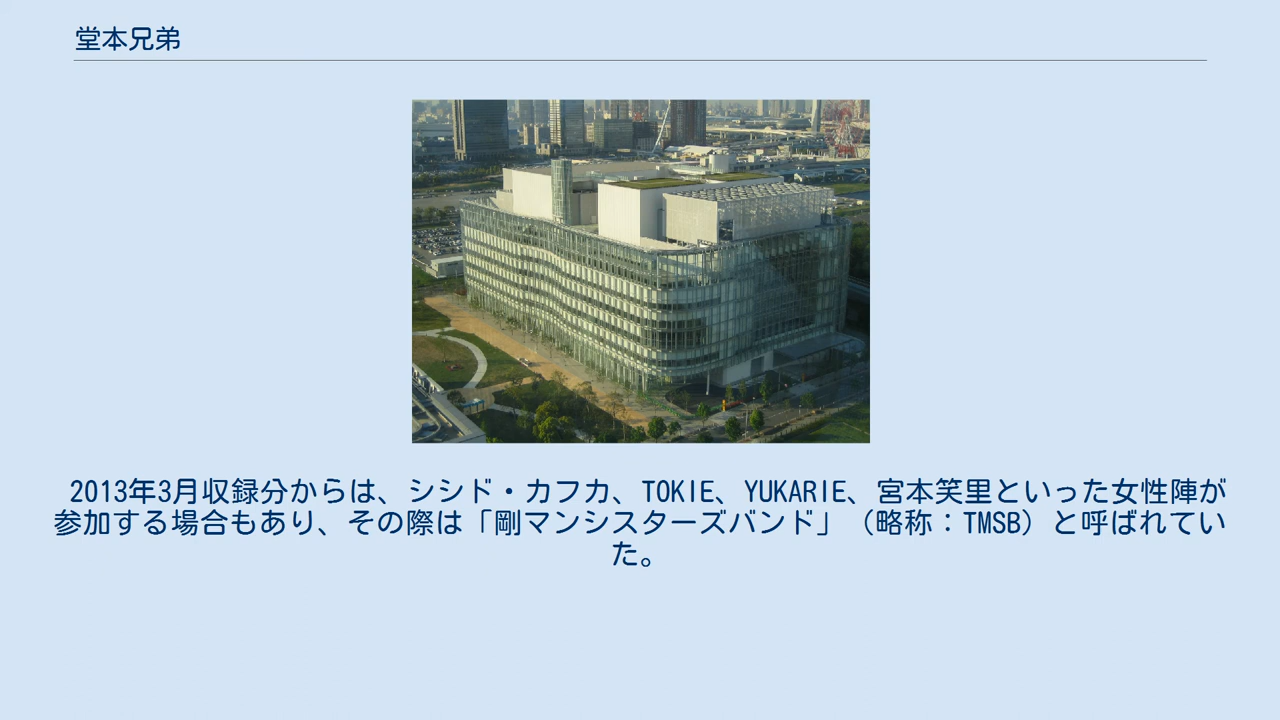 堂本兄弟
2013年3月収録分からは、シシド・カフカ、TOKIE、YUKARIE、宮本笑里といった女性陣が
参加する場合もあり、その際は「剛マンシスターズバンド」（略称：TMSB）と呼ばれてい
た。